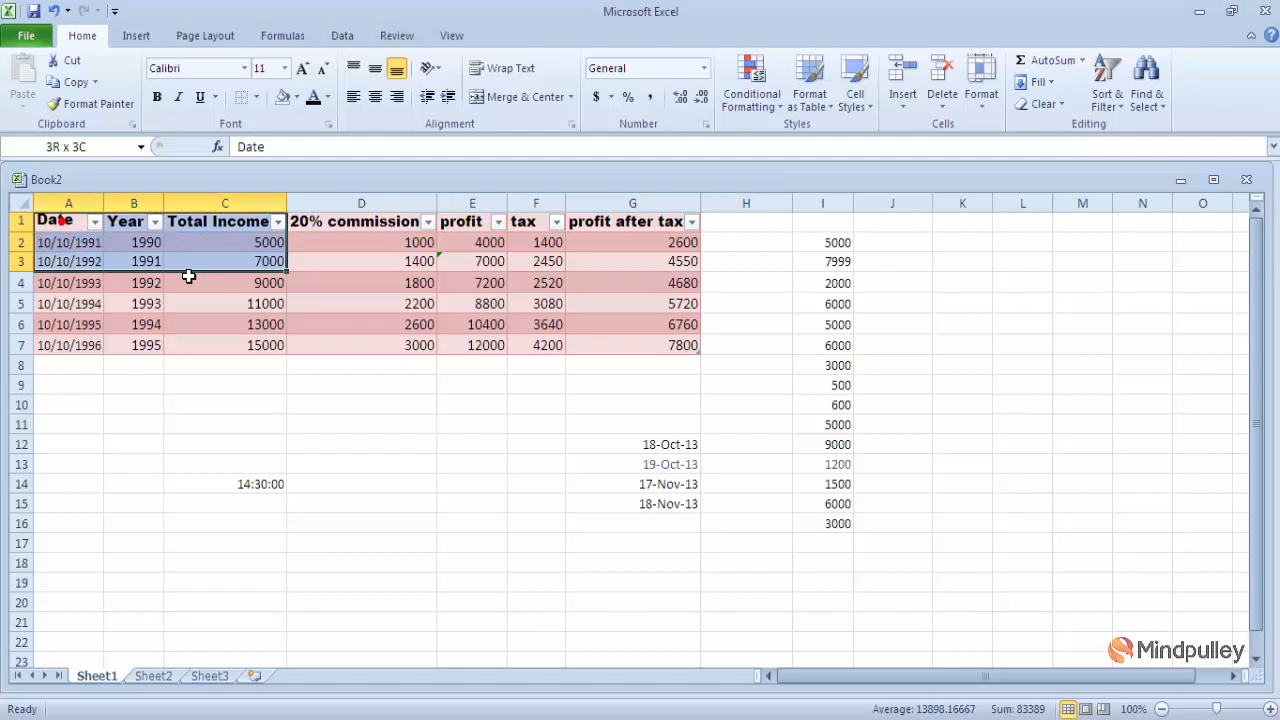 Microsoft Excel
File Home Insert Page Layout Formulas Data Review View
Paste Cut Copy Format Painter Clipboard
Calibri 11 B I U Font
Wrap Text Merge & Center Alignment
General $ % , Number
Conditional Formatting Format as Table Cell Styles Styles
Insert Delete Format Cells
AutoSum Fill Clear Sort & Filter Find & Select Editing
3R x 3C fx Date
Book2
A B C D E F G H I J K L M N O
1 Date Year Total Income 20% commission profit tax profit after tax
2 10/10/1991 1990 5000 1000 4000 1400 2600 5000
3 10/10/1992 1991 7000 1400 7000 2450 4550 7999
4 10/10/1993 1992 9000 1800 7200 2520 4680 2000
5 10/10/1994 1993 11000 2200 8800 3080 5720 6000
6 10/10/1995 1994 13000 2600 10400 3640 6760 5000
7 10/10/1996 1995 15000 3000 12000 4200 7800 6000
8 3000
9 500
10 600
11 5000
12 18-Oct-13 9000
13 19-Oct-13 1200
14 14:30:00 17-Nov-13 1500
15 18-Nov-13 6000
16 3000
17
18
19
20
21
22
23
Mindpulley
Sheet1 Sheet2 Sheet3
Ready Average: 13898.16667 Sum: 83389 100%